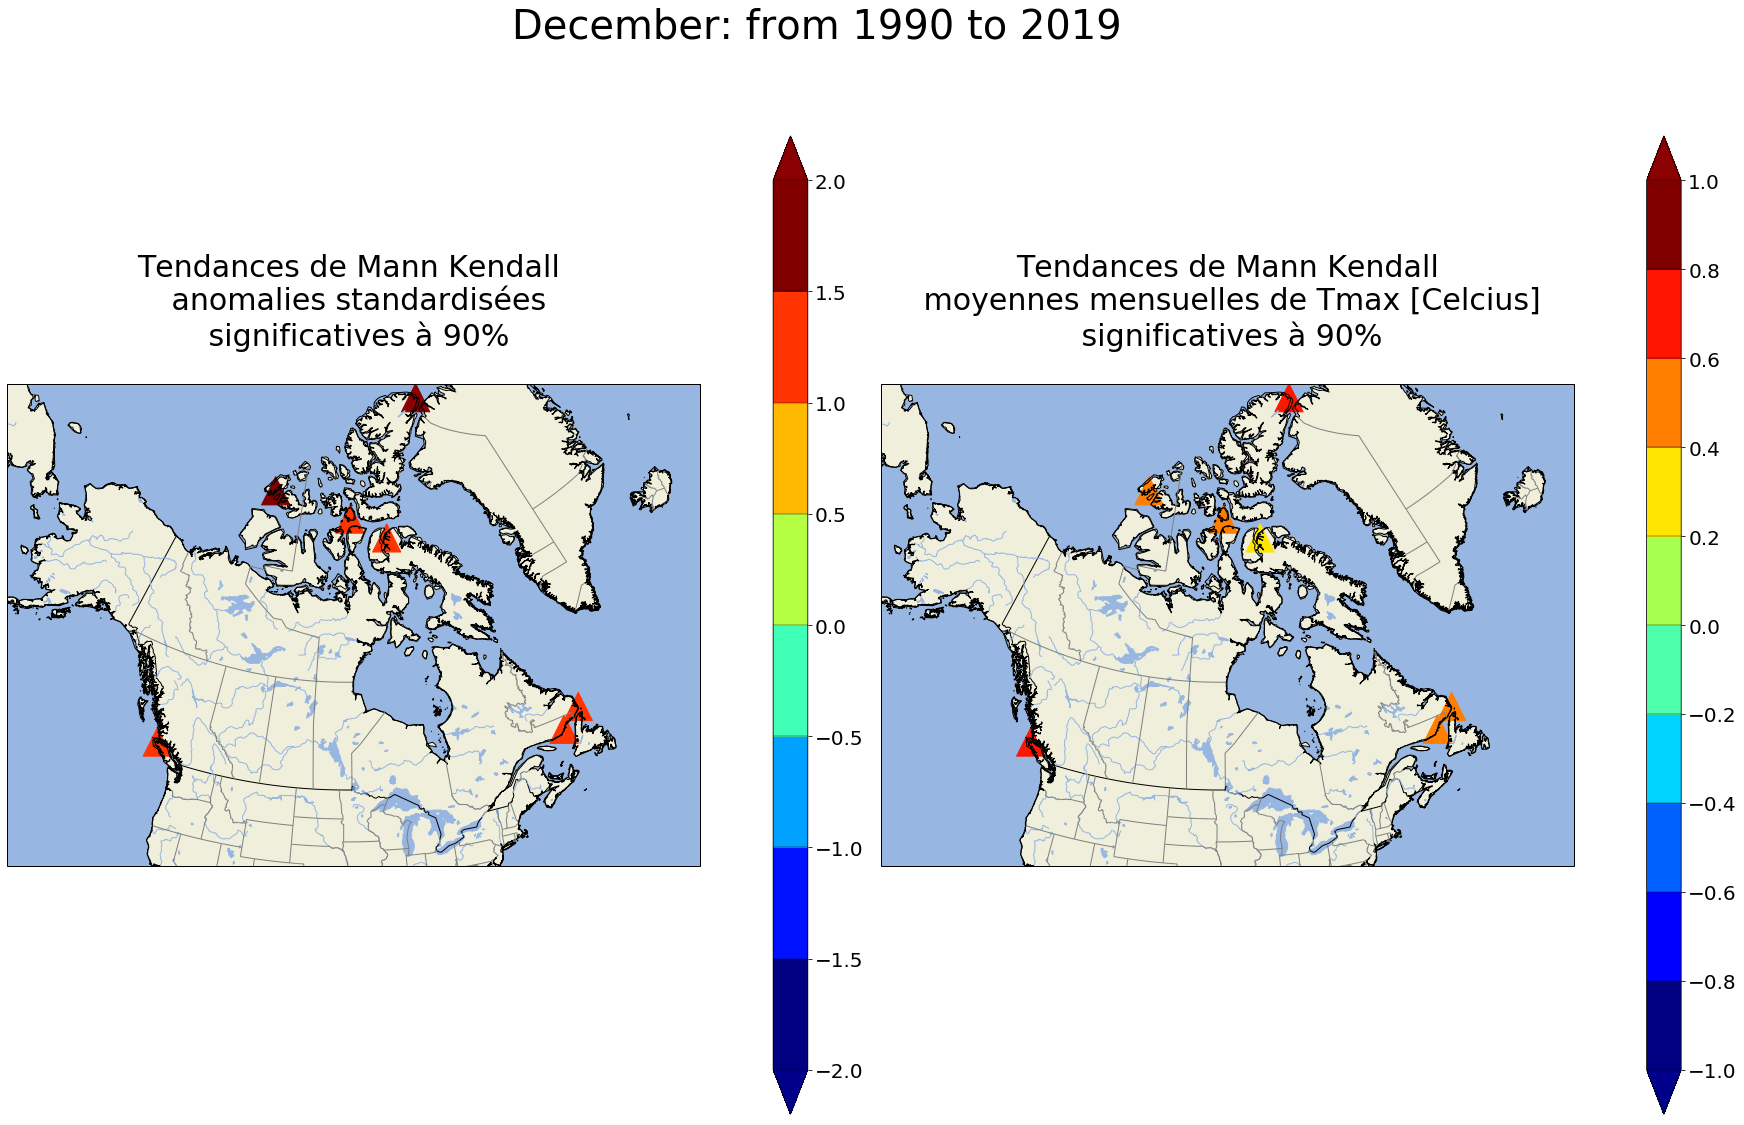 December: from 1990 to 2019
Tendances de Mann Kendall
anomalies standardisées
significatives à 90%
2.0
1.5
1.0
0.5
0.0
−0.5
−1.0
−1.5
−2.0
Tendances de Mann Kendall
moyennes mensuelles de Tmax [Celcius]
significatives à 90%
1.0
0.8
0.6
0.4
0.2
0.0
−0.2
−0.4
−0.6
−0.8
−1.0